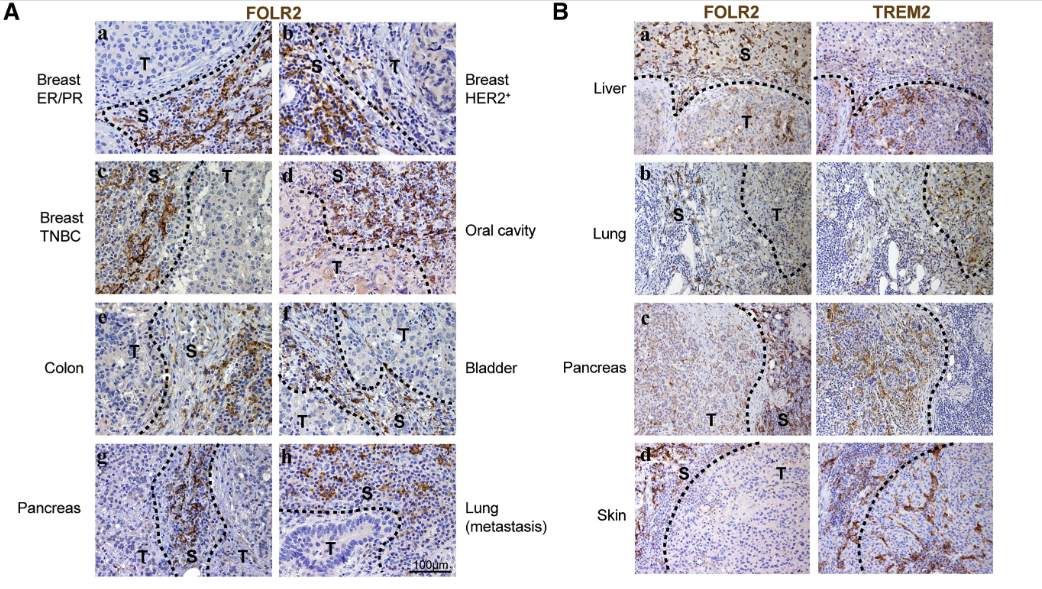 A
FOLR2
a
T
S
b
S
T
Breast
ER/PR
Breast
HER2+
c
S
T
d
S
T
Breast
TNBC
Oral cavity
e
T
S
f
T
T
S
Colon
Bladder
g
T
S
T
h
S
T
100μm
Pancreas
Lung
(metastasis)
B
FOLR2
TREM2
Liver
a
S
T
Lung
b
S
T
Pancreas
c
T
S
Skin
d
S
T